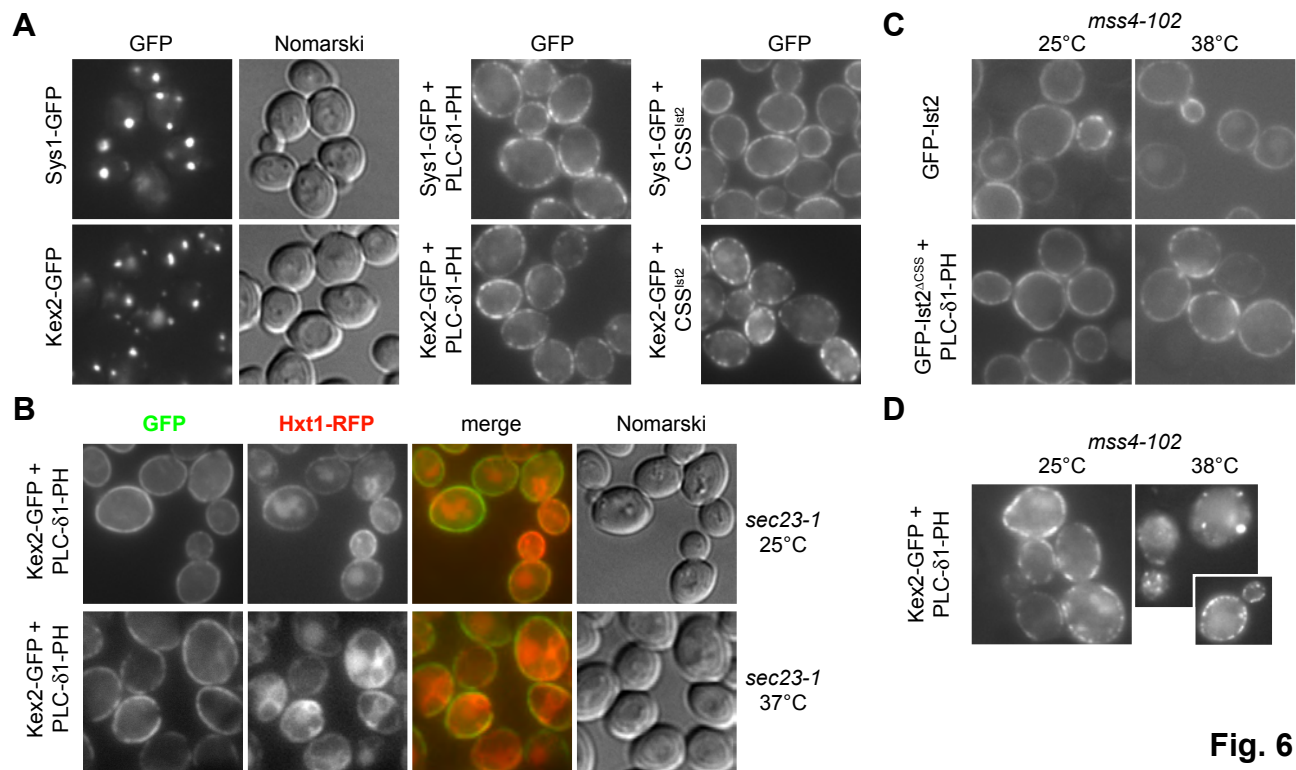 A
GFP
Nomarski
GFP
GFP
Sys1-GFP
Sys1-GFP +
PLC-δ1-PH
Sys1-GFP +
CSSIst2
Kex2-GFP
Kex2-GFP +
PLC-δ1-PH
Kex2-GFP +
CSSIst2
B
GFP
Hxt1-RFP
merge
Nomarski
Kex2-GFP +
PLC-δ1-PH
sec23-1
25°C
Kex2-GFP +
PLC-δ1-PH
sec23-1
37°C
C
mss4-102
25°C
38°C
GFP-Ist2
GFP-Ist2ΔCSS +
PLC-δ1-PH
D
mss4-102
25°C
38°C
Kex2-GFP +
PLC-δ1-PH
Fig. 6